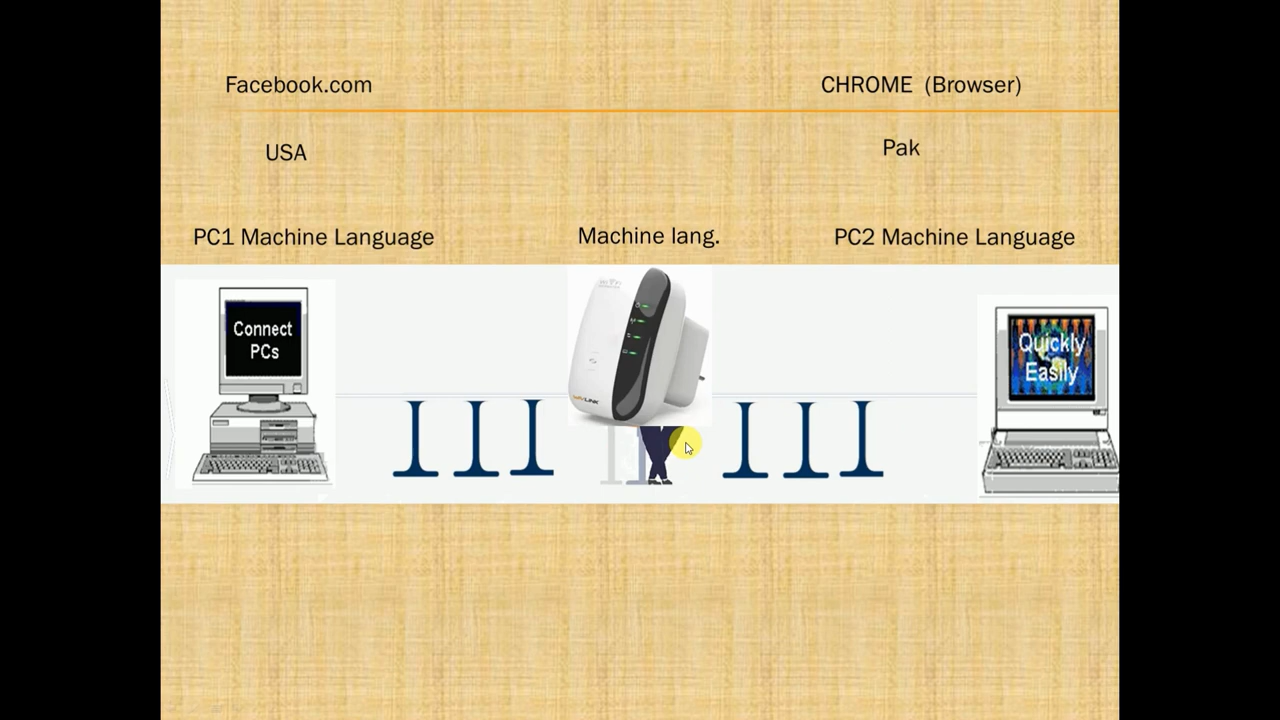 Facebook.com
CHROME (Browser)
USA
Pak
PC1 Machine Language
Machine lang.
PC2 Machine Language
Connect
PCs
Quickly
Easily